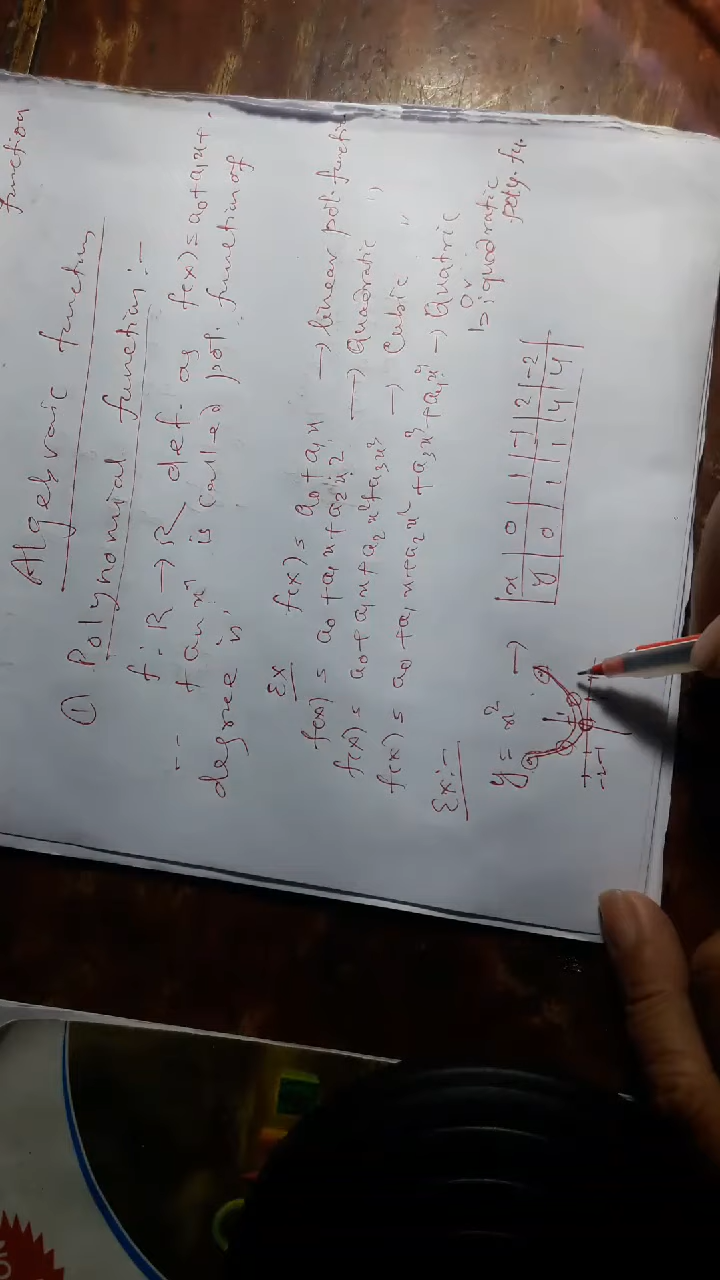 function
Algebraic function
① Polynomial function:-
f: R → R def. as f(x) = a0 + a1x + .
-- + anxⁿ is called pol. function of
degree n.
Ex f(x) = a0 + a1x → linear pol. functi
f(x) = a0 + a1x + a2x² → Quadratic "
f(x) = a0 + a1x + a2x² + a3x³ → Cubic "
f(x) = a0 + a1x + a2x² + a3x³ + a4x⁴ → Quatric
or
biquadratic
poly. fn.
Ex:-
y = x² →
x | 0 | 1 | -1 | 2 | -2
y | 0 | 1 | 1 | 4 | 4